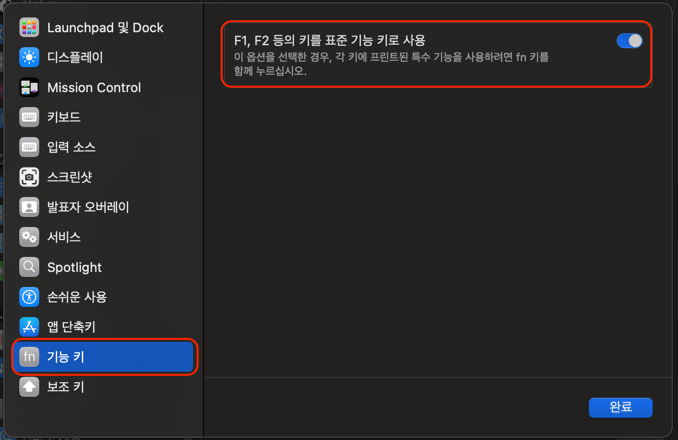 Launchpad 및 Dock
디스플레이
Mission Control
키보드
입력 소스
스크린샷
발표자 오버레이
서비스
Spotlight
손쉬운 사용
앱 단축키
fn 기능 키
보조 키
F1, F2 등의 키를 표준 기능 키로 사용
이 옵션을 선택한 경우, 각 키에 프린트된 특수 기능을 사용하려면 fn 키를
함께 누르십시오.
완료